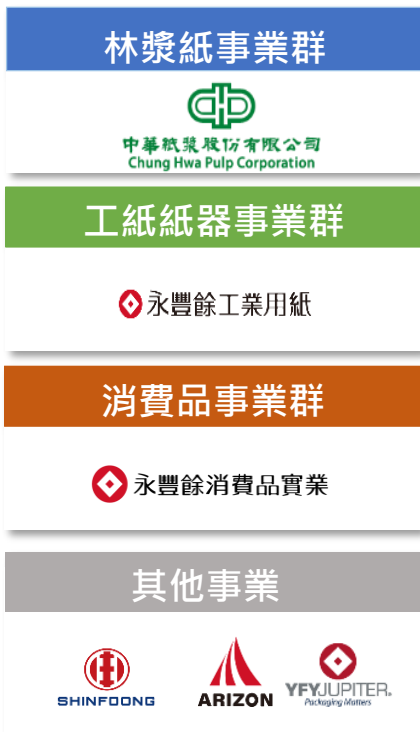 林漿紙事業群
中華紙漿股份有限公司
Chung Hwa Pulp Corporation
工紙紙器事業群
永豐餘工業用紙
消費品事業群
永豐餘消費品實業
其他事業
SHINFOONG
ARIZON
YFYJUPITER®
Packaging Matters